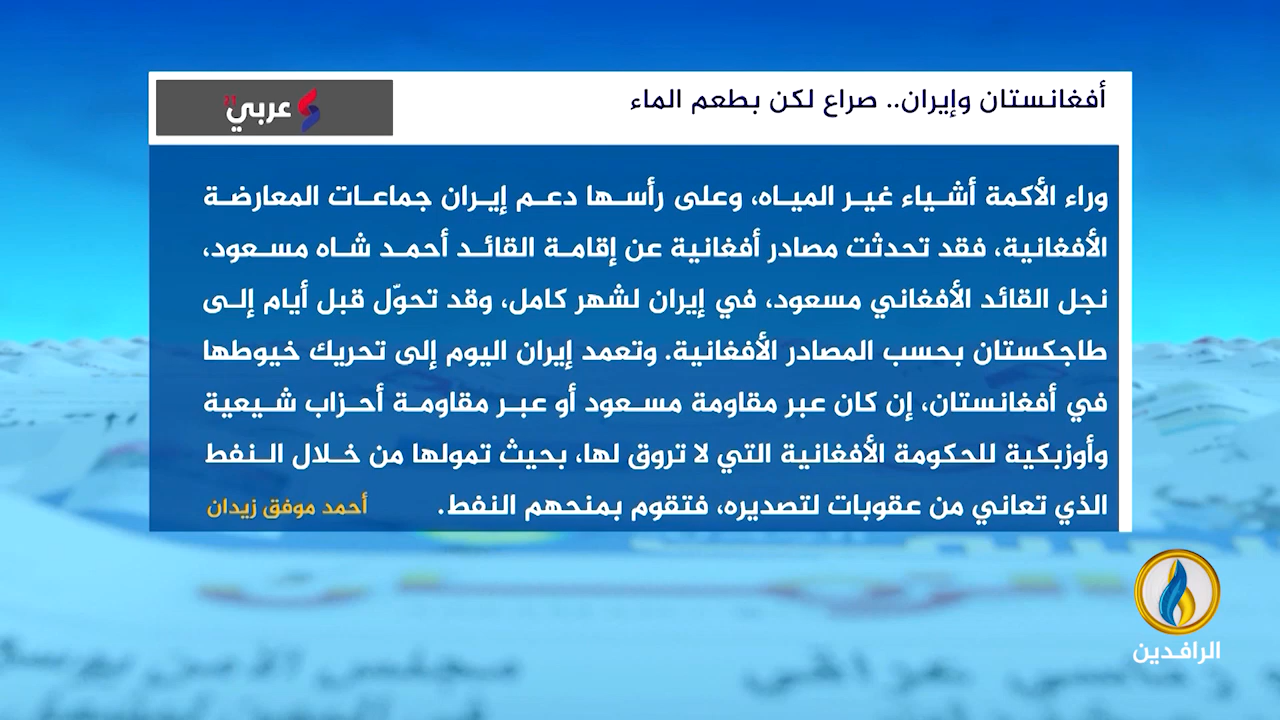 أفغانستان وإيران.. صراع لكن بطعم الماء
عربي21
وراء الأكمة أشياء غير المياه، وعلى رأسها دعم إيران جماعات المعارضة
الأفغانية، فقد تحدثت مصادر أفغانية عن إقامة القائد أحمد شاه مسعود،
نجل القائد الأفغاني مسعود، في إيران لشهر كامل، وقد تحوّل قبل أيام إلى
طاجكستان بحسب المصادر الأفغانية. وتعمد إيران اليوم إلى تحريك خيوطها
في أفغانستان، إن كان عبر مقاومة مسعود أو عبر مقاومة أحزاب شيعية
وأوزبكية للحكومة الأفغانية التي لا تروق لها، بحيث تمولها من خلال النفط
الذي تعاني من عقوبات لتصديره، فتقوم بمنحهم النفط.
أحمد موفق زيدان
الرافدين
مجلس الأمن